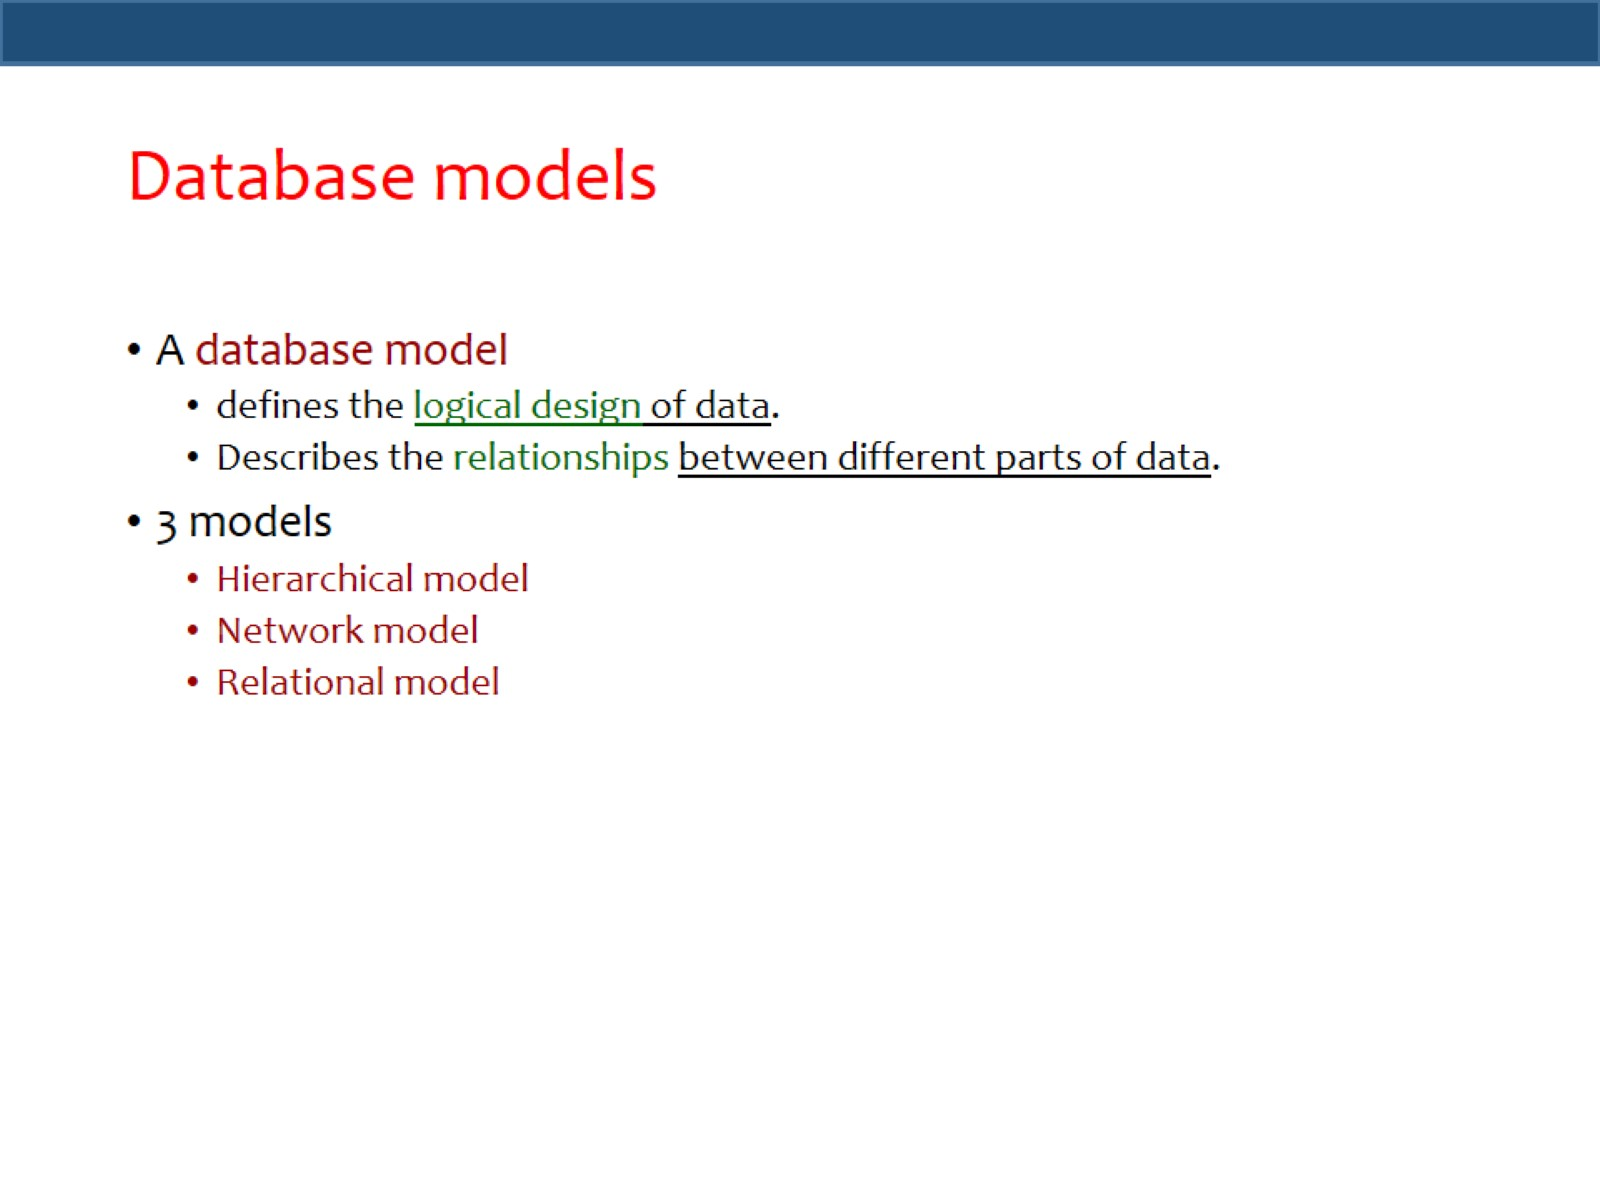 Database models
• A database model
• defines the logical design of data.
• Describes the relationships between different parts of data.
• 3 models
• Hierarchical model
• Network model
• Relational model